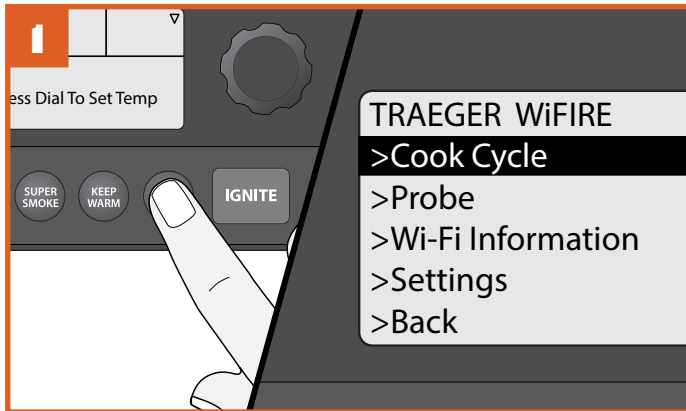 1
ess Dial To Set Temp
SUPER
SMOKE
KEEP
WARM
IGNITE
TRAEGER WiFIRE
>Cook Cycle
>Probe
>Wi-Fi Information
>Settings
>Back